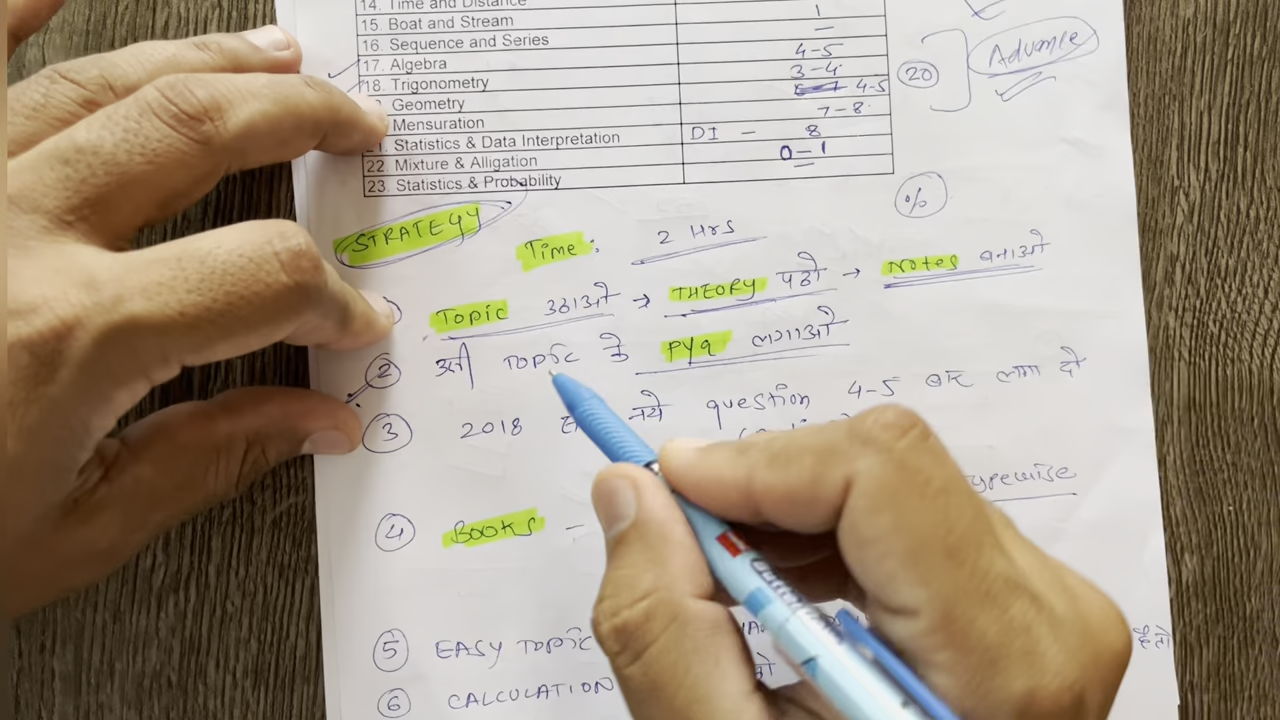 14. Time and Distance
15. Boat and Stream 1
16. Sequence and Series —
17. Algebra 4-5
18. Trigonometry 3-4
Geometry 4-5
Mensuration 7-8
21. Statistics & Data Interpretation DI - 8
22. Mixture & Alligation 0-1
23. Statistics & Probability
20 Advance
%
STRATEGY Time: 2 Hrs
Topic उठाओ → THEORY पढो → Notes बनाओ
2 उसी TOPIC के PYQ लगाओ
3 2018 नये question 4-5 बार लगा दो
ypewise
4 BOOKS -
5 EASY TOPIC
6 CALCULATION